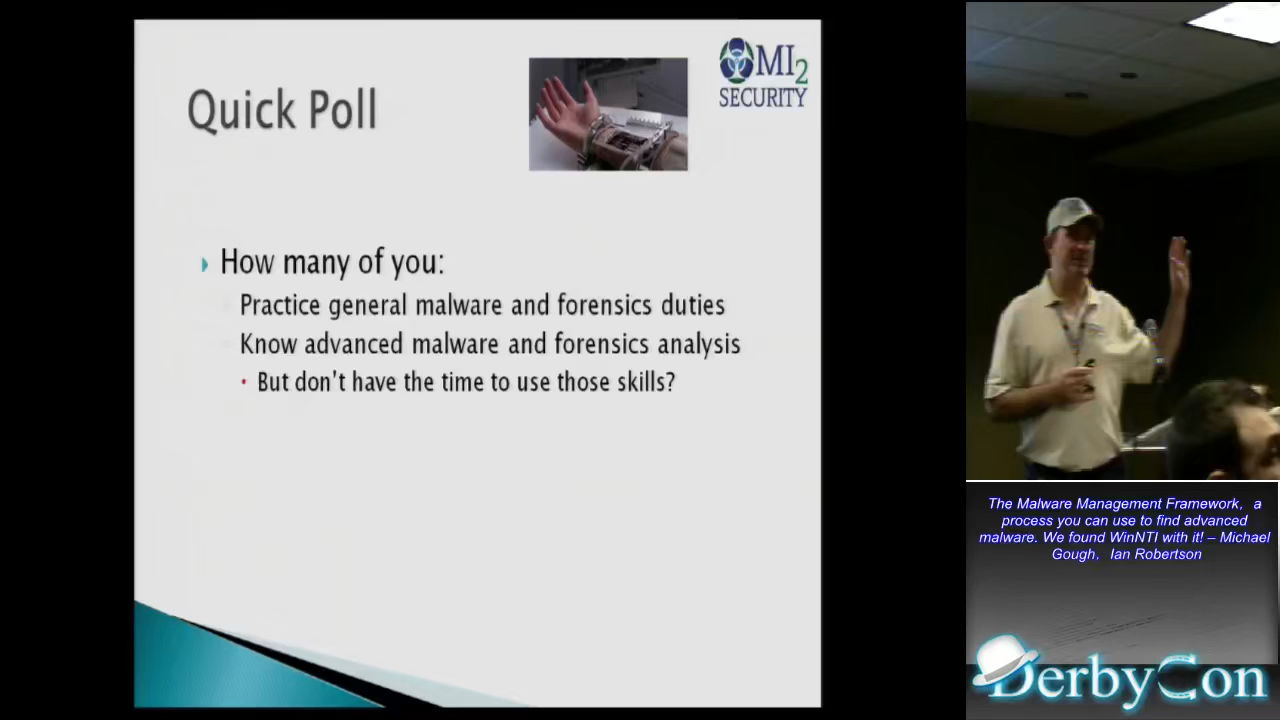 Quick Poll
MI2
SECURITY
How many of you:
Practice general malware and forensics duties
Know advanced malware and forensics analysis
But don't have the time to use those skills?
The Malware Management Framework, a
process you can use to find advanced
malware. We found WinNTI with it! – Michael
Gough, Ian Robertson
DerbyCon